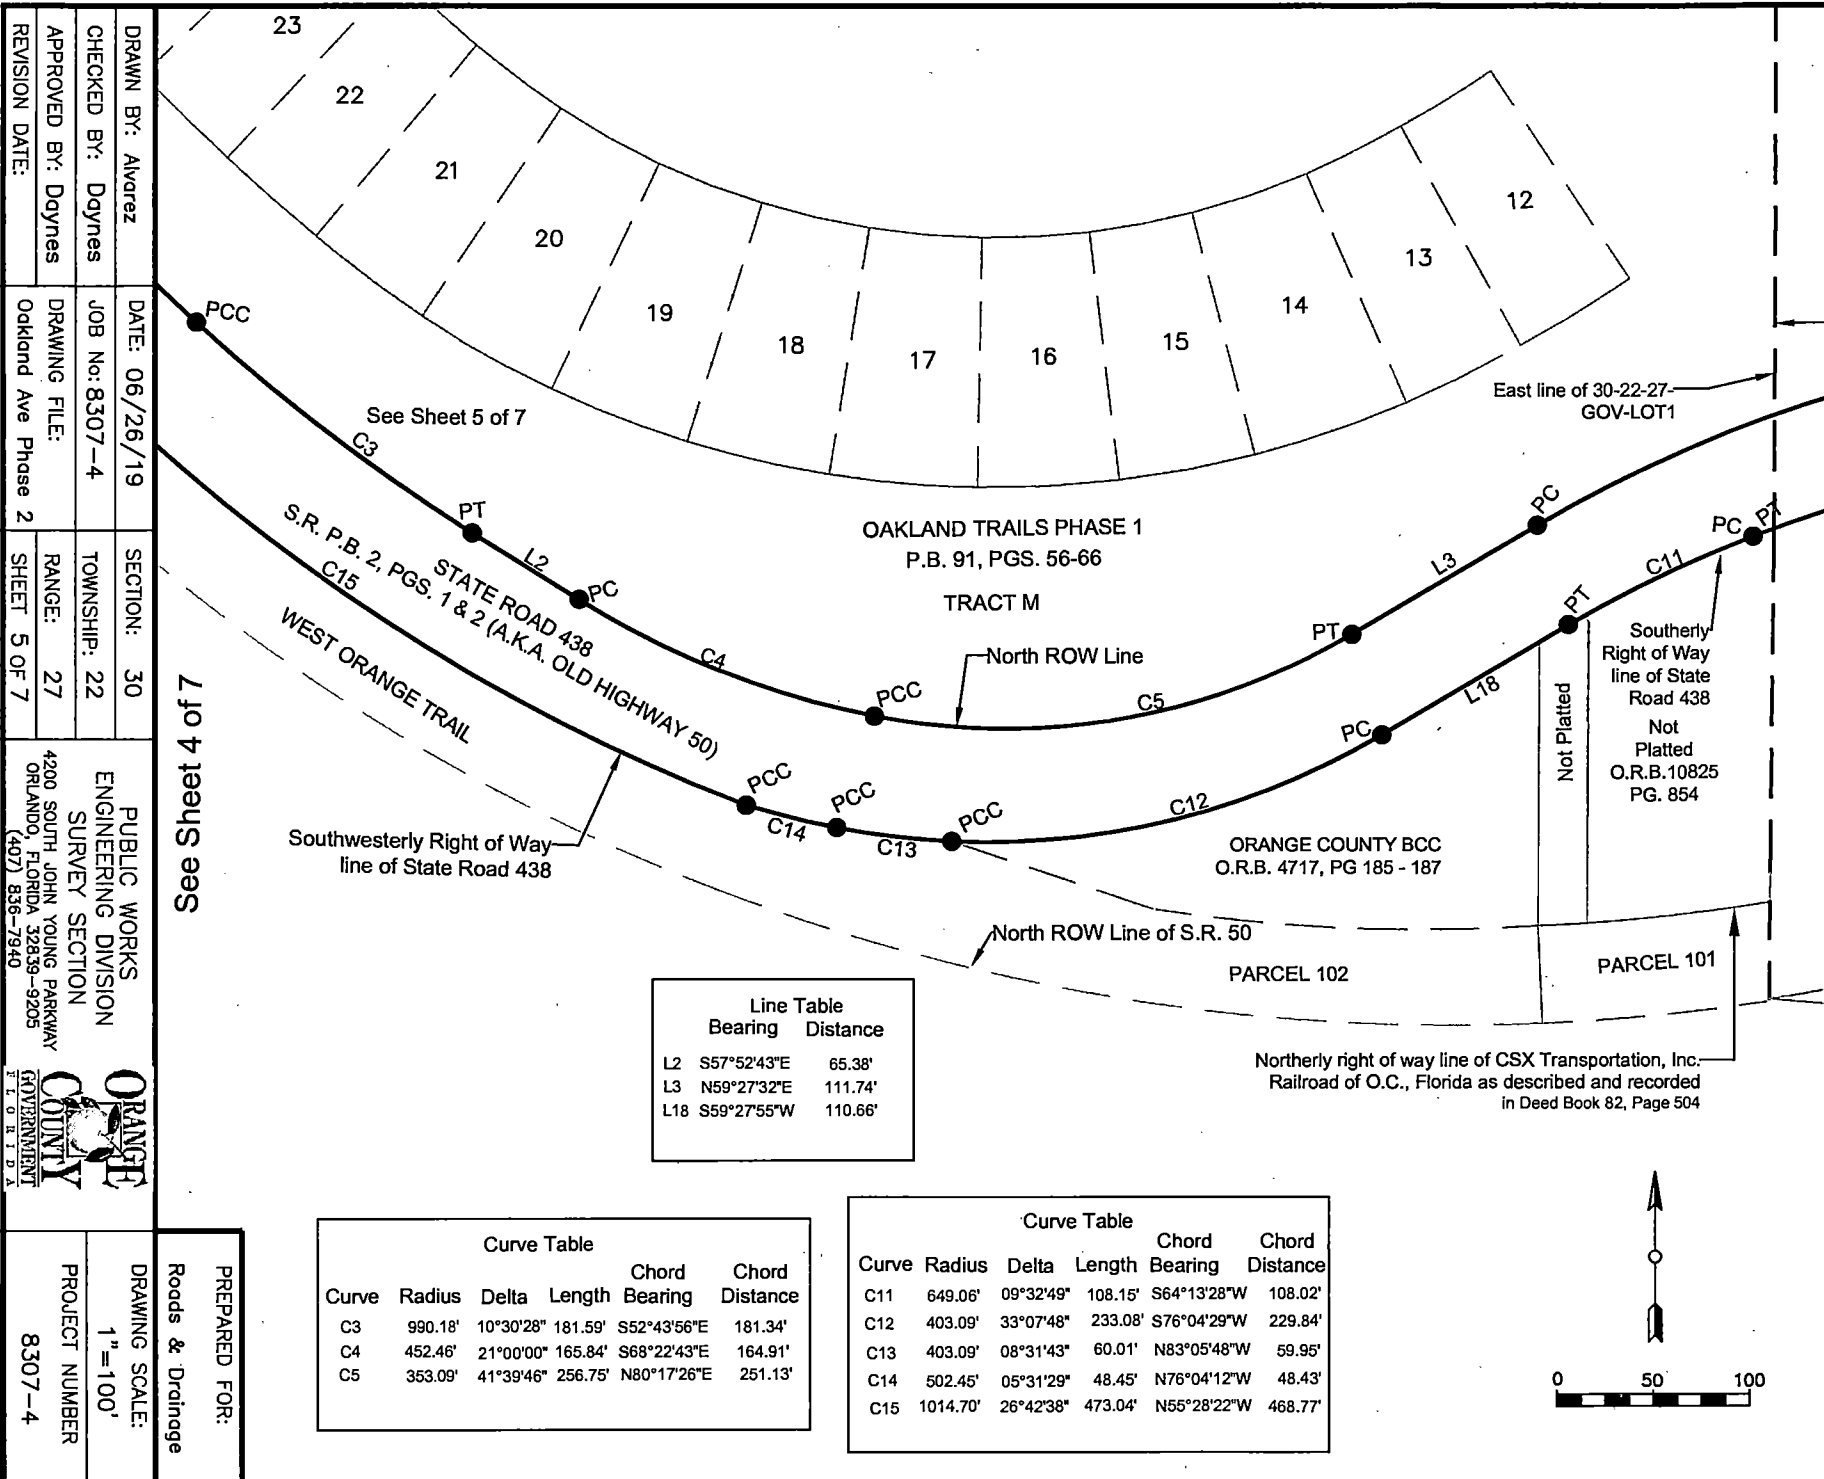 DRAWN BY: Alvarez
CHECKED BY: Daynes
APPROVED BY: Daynes
REVISION DATE:
DATE: 06/26/19
JOB No: 8307-4
DRAWING FILE:
Oakland Ave Phase 2
SECTION: 30
TOWNSHIP: 22
RANGE: 27
SHEET 5 OF 7
PUBLIC WORKS
ENGINEERING DIVISION
SURVEY SECTION
4200 SOUTH JOHN YOUNG PARKWAY
ORLANDO, FLORIDA 32839-9205
(407) 836-7940
ORANGE
COUNTY
GOVERNMENT
FLORIDA
PREPARED FOR:
Roads & Drainage
DRAWING SCALE:
1"=100'
PROJECT NUMBER
8307-4
See Sheet 4 of 7
23
22
21
20
19
18
17
16
15
14
13
12
PCC
See Sheet 5 of 7
C3
PT
L2
PC
C4
PCC
North ROW Line
C5
PT
L3
PC
East line of 30-22-27-
GOV-LOT1
OAKLAND TRAILS PHASE 1
P.B. 91, PGS. 56-66
TRACT M
STATE ROAD 438
S.R. P.B. 2, PGS. 1 & 2 (A.K.A. OLD HIGHWAY 50)
C15
WEST ORANGE TRAIL
Southwesterly Right of Way
line of State Road 438
PCC
C14
PCC
C13
PCC
C12
PC
L18
PT
C11
PC
PT
Southerly
Right of Way
line of State
Road 438
Not
Platted
O.R.B.10825
PG. 854
Not Platted
ORANGE COUNTY BCC
O.R.B. 4717, PG 185 - 187
North ROW Line of S.R. 50
PARCEL 102
PARCEL 101
Northerly right of way line of CSX Transportation, Inc.
Railroad of O.C., Florida as described and recorded
in Deed Book 82, Page 504
Line Table
Bearing Distance
L2 S57°52'43"E 65.38'
L3 N59°27'32"E 111.74'
L18 S59°27'55"W 110.66'
Curve Table
Curve Radius Delta Length Chord Bearing Chord Distance
C3 990.18' 10°30'28" 181.59' S52°43'56"E 181.34'
C4 452.46' 21°00'00" 165.84' S68°22'43"E 164.91'
C5 353.09' 41°39'46" 256.75' N80°17'26"E 251.13'
Curve Table
Curve Radius Delta Length Chord Bearing Chord Distance
C11 649.06' 09°32'49" 108.15' S64°13'28"W 108.02'
C12 403.09' 33°07'48" 233.08' S76°04'29"W 229.84'
C13 403.09' 08°31'43" 60.01' N83°05'48"W 59.95'
C14 502.45' 05°31'29" 48.45' N76°04'12"W 48.43'
C15 1014.70' 26°42'38" 473.04' N55°28'22"W 468.77'
0 50 100